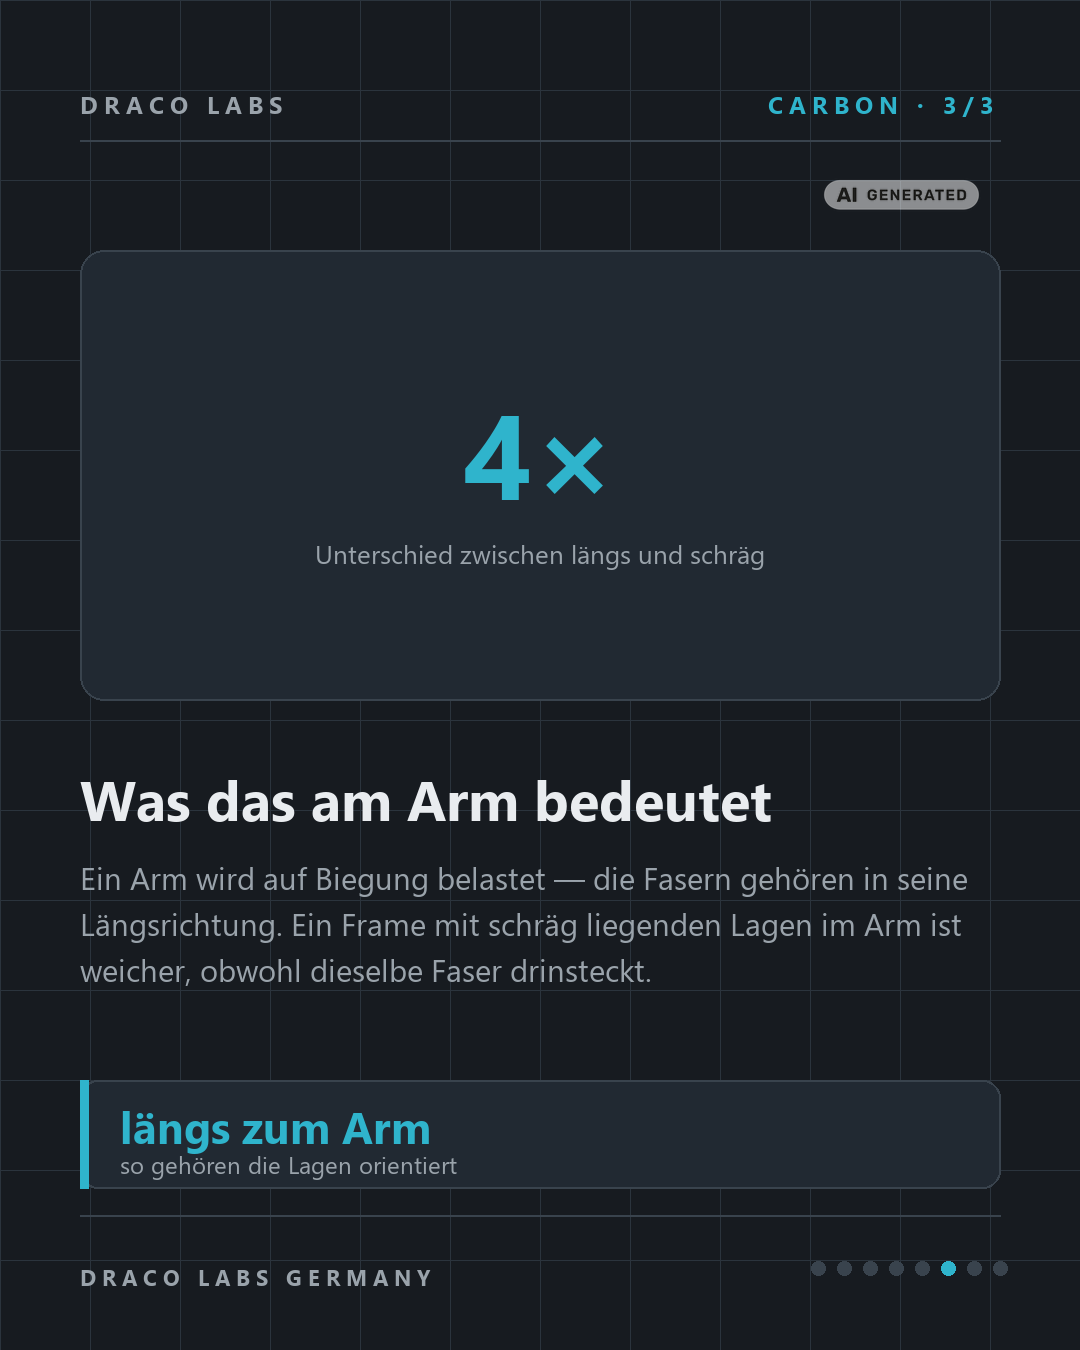 DRACO LABS
CARBON · 3/3
AI GENERATED
4×
Unterschied zwischen längs und schräg
Was das am Arm bedeutet
Ein Arm wird auf Biegung belastet — die Fasern gehören in seine
Längsrichtung. Ein Frame mit schräg liegenden Lagen im Arm ist
weicher, obwohl dieselbe Faser drinsteckt.
längs zum Arm
so gehören die Lagen orientiert
DRACO LABS GERMANY